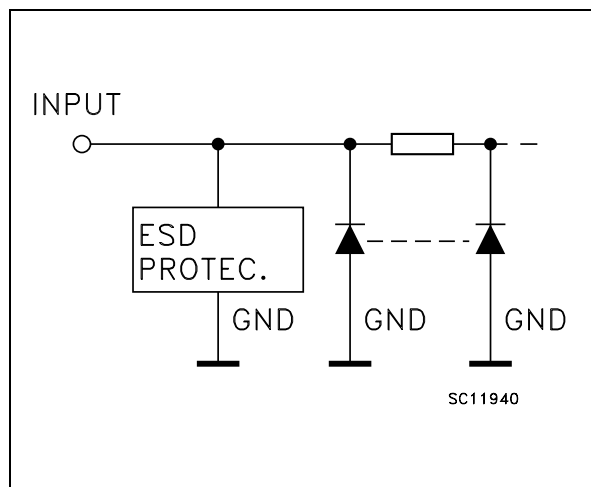 INPUT
ESD
PROTEC.
GND
GND
GND
SC11940